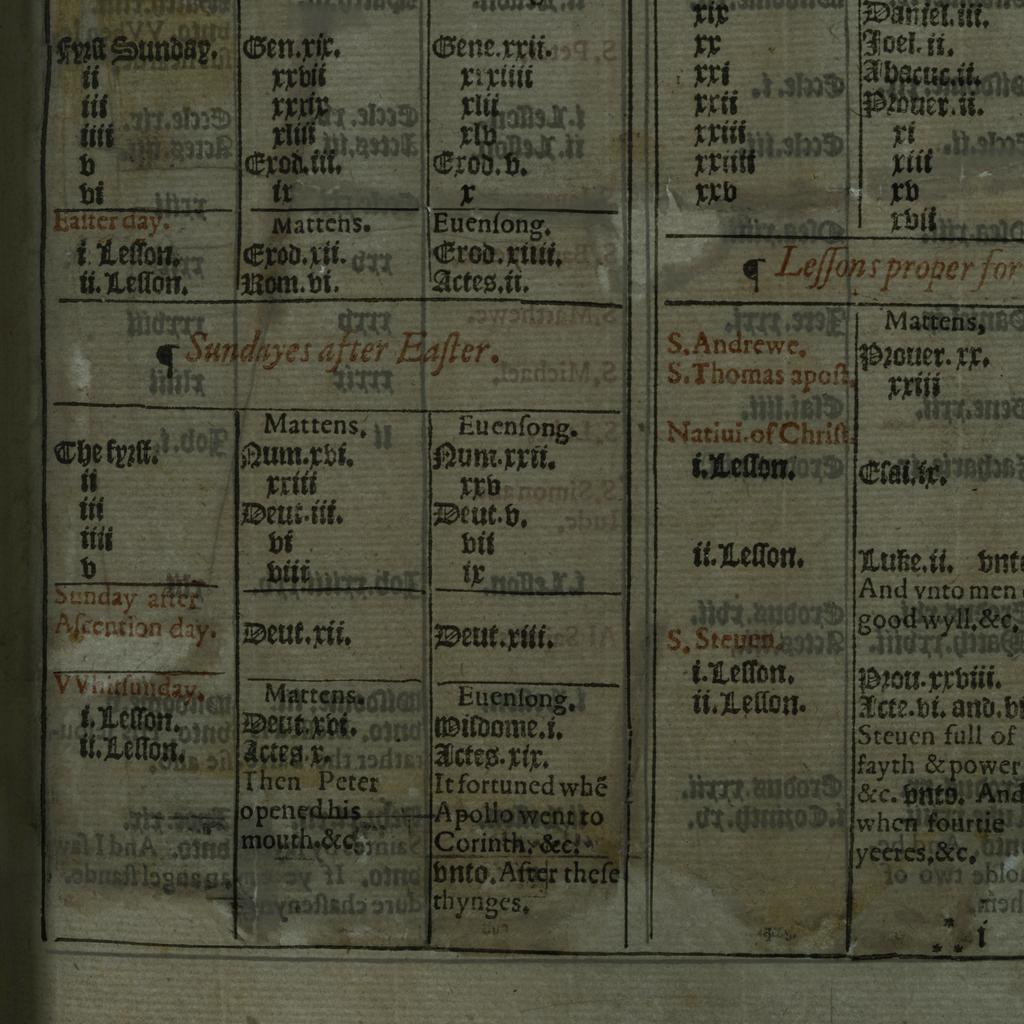 fyrst Sunday. Gen.xix. Gene.xxii.
ii xxvii xxxiiii
iii xxxix xlii
iiii xliii xlv
v Exod.iii. Exod.v.
vi ix x
Easter day. Mattens. Euensong.
i. Lesson. Exod.xii. Exod.xiiii.
ii. Lesson. Rom.vi. Actes.ii.
¶ Sundayes after Easter.
Mattens. Euensong.
The fyrst. Num.xvi. Num.xxii.
ii xxiii xxv
iii Deut.iii. Deut.v.
iiii vi vii
v viii ix
Sunday after
Ascention day. Deut.xii. Deut.xiii.
VVhitsunday. Mattens. Euensong.
i. Lesson. Deut.xvi. Wisdome.i.
ii. Lesson. Actes.x. Actes.xix.
Then Peter
opened his
mouth.&c.
It fortuned whē
Apollo went to
Corinth,&c.
vnto. After these
thynges.
xix Daniel.iii.
xx Joel.ii.
xxi Abacuc.ii.
xxii Prouer.ii.
xxiii xi
xxiiii xiii
xxv xv
xvii
¶ Lessons proper for
Mattens,
S. Andrewe. Prouer.xx.
S. Thomas apost. xxiii
Natiui. of Christ.
i. Lesson. Esai.ix.
ii. Lesson. Luke.ii. vnto
And vnto men
good wyll,&c.
S. Steuen.
i. Lesson. Prou.xxviii.
ii. Lesson. Acte.vi. and.
Steuen full of
fayth & power
&c. vnto. And
when fourtie
yeeres,&c.
i